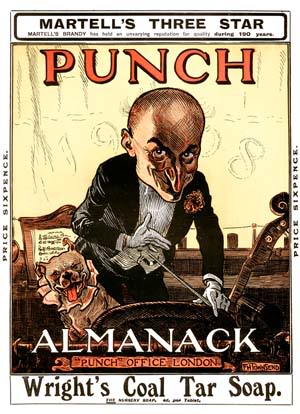 MARTELL'S THREE STAR
MARTELL'S BRANDY has held an unvarying reputation for quality during 190 years.
PUNCH
PRICE SIXPENCE.
PRICE SIXPENCE.
ALMANACK
"PUNCH" OFFICE LONDON
F.H. TOWNSEND
Wright's Coal Tar Soap.
THE NURSERY SOAP. 4d. per Tablet.